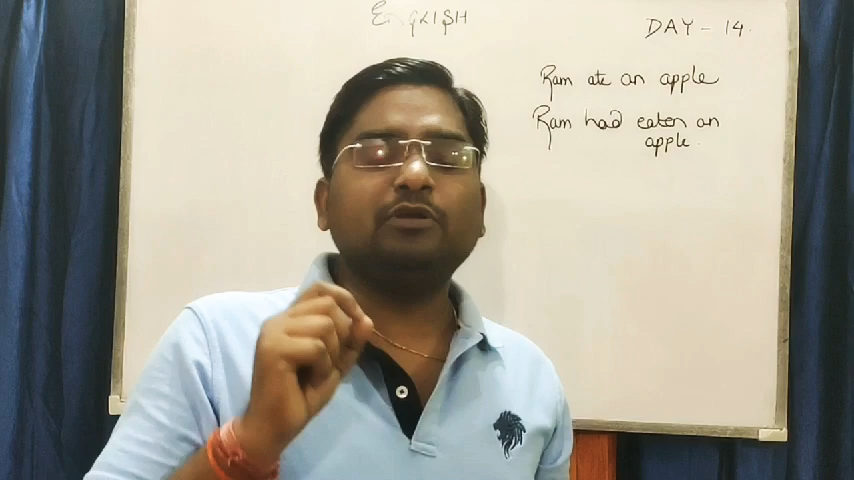 ENGLISH
DAY - 14.
Ram ate an apple
Ram had eaten an
apple.